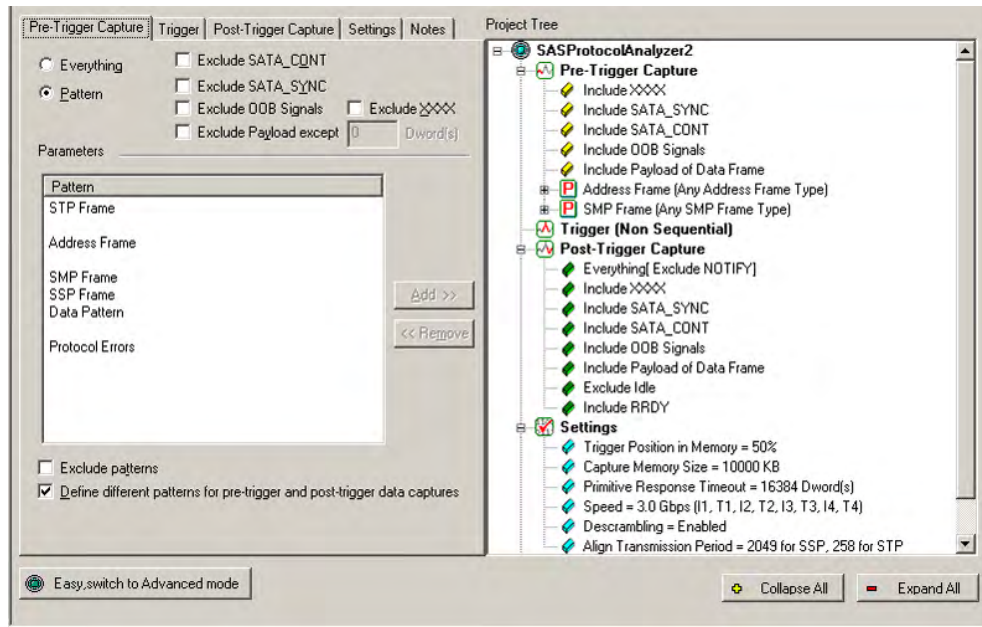 Pre-Trigger Capture Trigger Post-Trigger Capture Settings Notes
Everything
Pattern
Exclude SATA_CONT
Exclude SATA_SYNC
Exclude OOB Signals Exclude XXXX
Exclude Payload except 0 Dword(s)
Parameters
Pattern
STP Frame
Address Frame
SMP Frame
SSP Frame
Data Pattern
Protocol Errors
Add >>
<< Remove
Exclude patterns
Define different patterns for pre-trigger and post-trigger data captures
Easy,switch to Advanced mode
Project Tree
SASProtocolAnalyzer2
Pre-Trigger Capture
Include XXXX
Include SATA_SYNC
Include SATA_CONT
Include OOB Signals
Include Payload of Data Frame
P Address Frame (Any Address Frame Type)
P SMP Frame (Any SMP Frame Type)
Trigger (Non Sequential)
Post-Trigger Capture
Everything[ Exclude NOTIFY]
Include XXXX
Include SATA_SYNC
Include SATA_CONT
Include OOB Signals
Include Payload of Data Frame
Exclude Idle
Include RRDY
Settings
Trigger Position in Memory = 50%
Capture Memory Size = 10000 KB
Primitive Response Timeout = 16384 Dword(s)
Speed = 3.0 Gbps (I1, T1, I2, T2, I3, T3, I4, T4)
Descrambling = Enabled
Align Transmission Period = 2049 for SSP, 258 for STP
Collapse All
Expand All